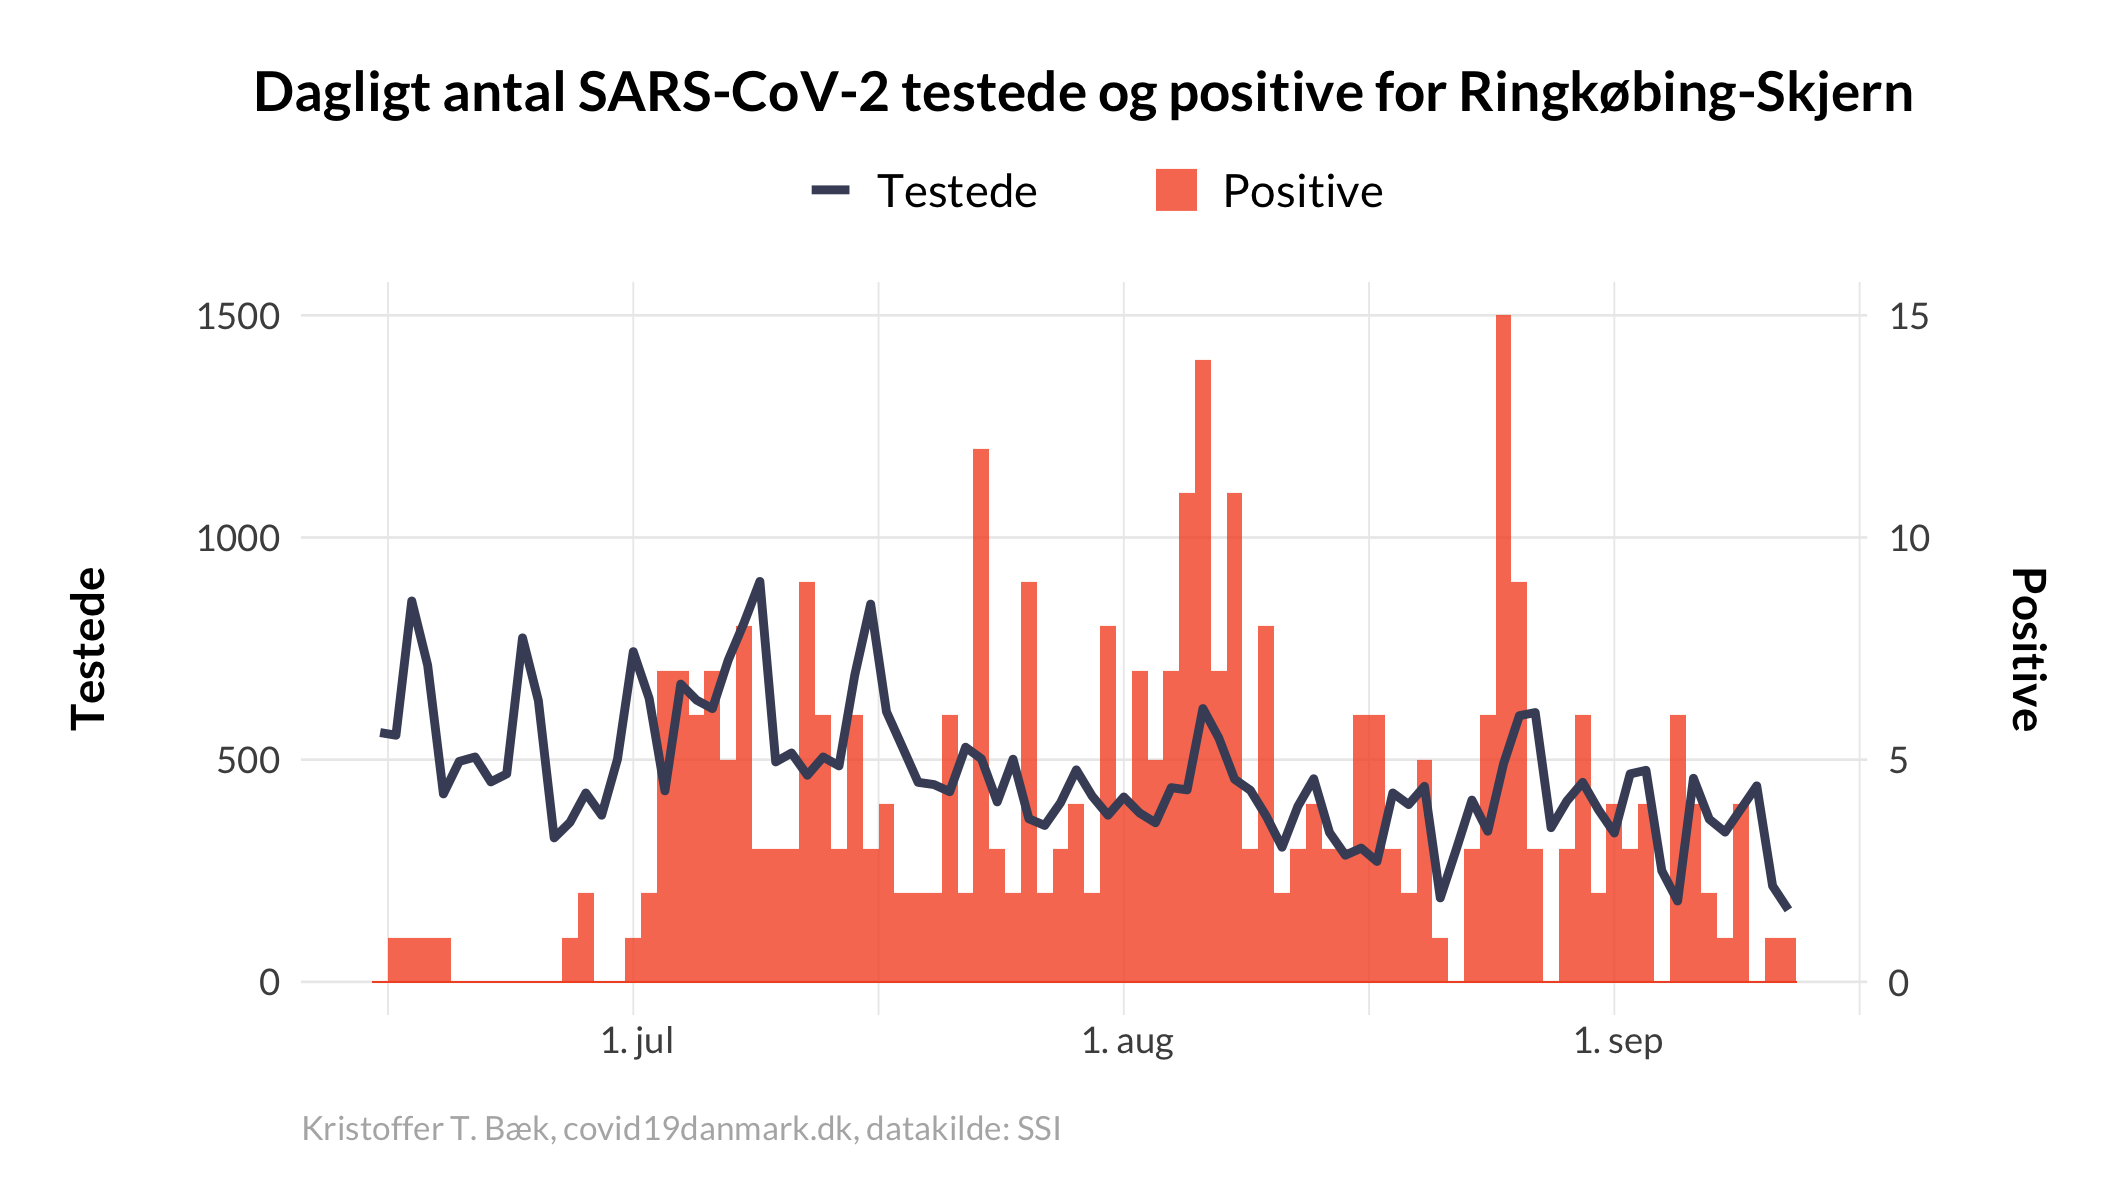 Dagligt antal SARS-CoV-2 testede og positive for Ringkøbing-Skjern
Testede
Positive
1500
1000
500
0
15
10
5
0
Testede
Positive
1. jul
1. aug
1. sep
Kristoffer T. Bæk, covid19danmark.dk, datakilde: SSI